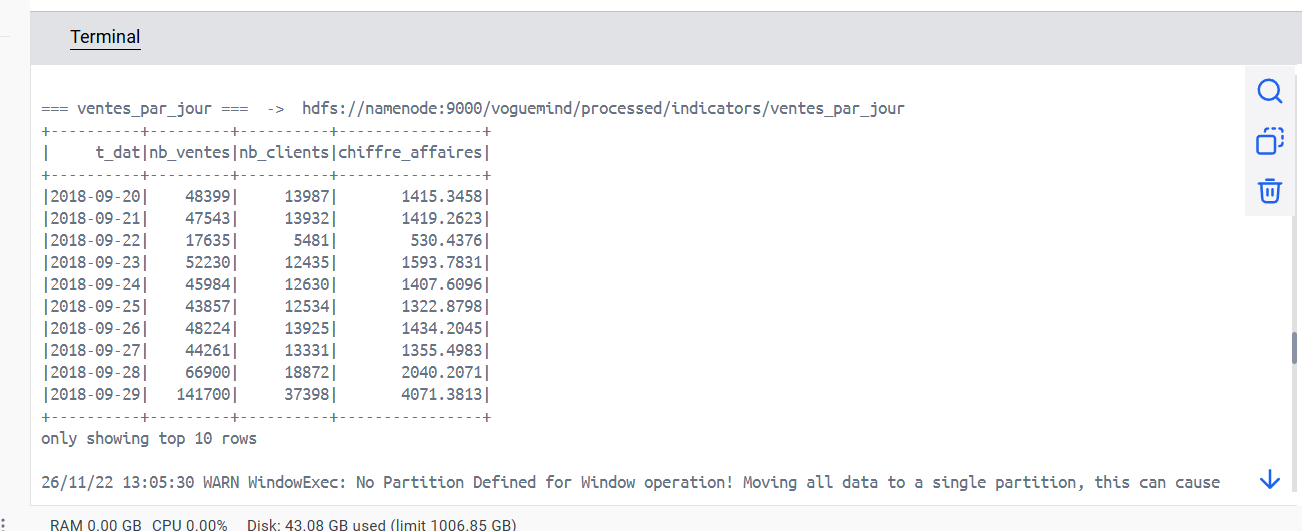 Terminal
=== ventes_par_jour ===  ->  hdfs://namenode:9000/voguemind/processed/indicators/ventes_par_jour
+----------+---------+----------+----------------+
|     t_dat|nb_ventes|nb_clients|chiffre_affaires|
+----------+---------+----------+----------------+
|2018-09-20|    48399|     13987|       1415.3458|
|2018-09-21|    47543|     13932|       1419.2623|
|2018-09-22|    17635|      5481|        530.4376|
|2018-09-23|    52230|     12435|       1593.7831|
|2018-09-24|    45984|     12630|       1407.6096|
|2018-09-25|    43857|     12534|       1322.8798|
|2018-09-26|    48224|     13925|       1434.2045|
|2018-09-27|    44261|     13331|       1355.4983|
|2018-09-28|    66900|     18872|       2040.2071|
|2018-09-29|   141700|     37398|       4071.3813|
+----------+---------+----------+----------------+
only showing top 10 rows
26/11/22 13:05:30 WARN WindowExec: No Partition Defined for Window operation! Moving all data to a single partition, this can cause
RAM 0.00 GB  CPU 0.00%    Disk: 43.08 GB used (limit 1006.85 GB)